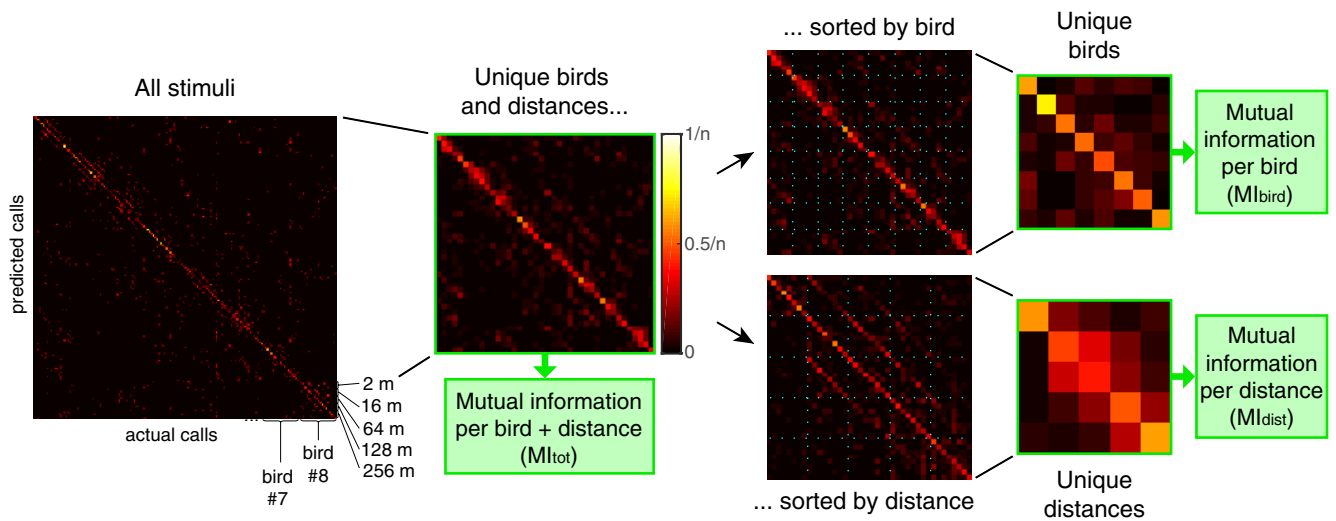 All stimuli
predicted calls
actual calls
...
bird
#7
bird
#8
2 m
16 m
64 m
128 m
256 m
Unique birds
and distances...
1/n
0.5/n
0
Mutual information
per bird + distance
(MItot)
... sorted by bird
... sorted by distance
Unique
birds
Mutual
information
per bird
(MIbird)
Mutual
information
per distance
(MIdist)
Unique
distances